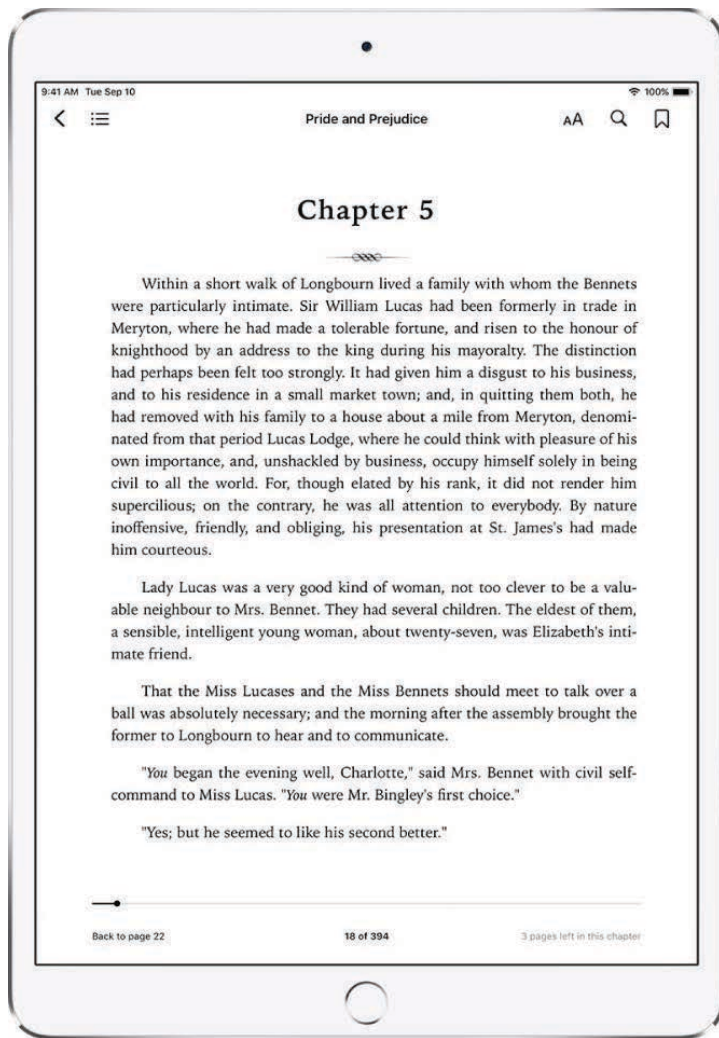 9:41 AM Tue Sep 10 100%
Pride and Prejudice AA
Chapter 5
Within a short walk of Longbourn lived a family with whom the Bennets
were particularly intimate. Sir William Lucas had been formerly in trade in
Meryton, where he had made a tolerable fortune, and risen to the honour of
knighthood by an address to the king during his mayoralty. The distinction
had perhaps been felt too strongly. It had given him a disgust to his business,
and to his residence in a small market town; and, in quitting them both, he
had removed with his family to a house about a mile from Meryton, denomi-
nated from that period Lucas Lodge, where he could think with pleasure of his
own importance, and, unshackled by business, occupy himself solely in being
civil to all the world. For, though elated by his rank, it did not render him
supercilious; on the contrary, he was all attention to everybody. By nature
inoffensive, friendly, and obliging, his presentation at St. James's had made
him courteous.
Lady Lucas was a very good kind of woman, not too clever to be a valu-
able neighbour to Mrs. Bennet. They had several children. The eldest of them,
a sensible, intelligent young woman, about twenty-seven, was Elizabeth's inti-
mate friend.
That the Miss Lucases and the Miss Bennets should meet to talk over a
ball was absolutely necessary; and the morning after the assembly brought the
former to Longbourn to hear and to communicate.
"You began the evening well, Charlotte," said Mrs. Bennet with civil self-
command to Miss Lucas. "You were Mr. Bingley's first choice."
"Yes; but he seemed to like his second better."
Back to page 22 18 of 394 3 pages left in this chapter